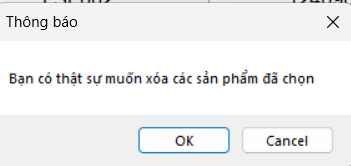 Thông báo
Bạn có thật sự muốn xóa các sản phẩm đã chọn
OK
Cancel